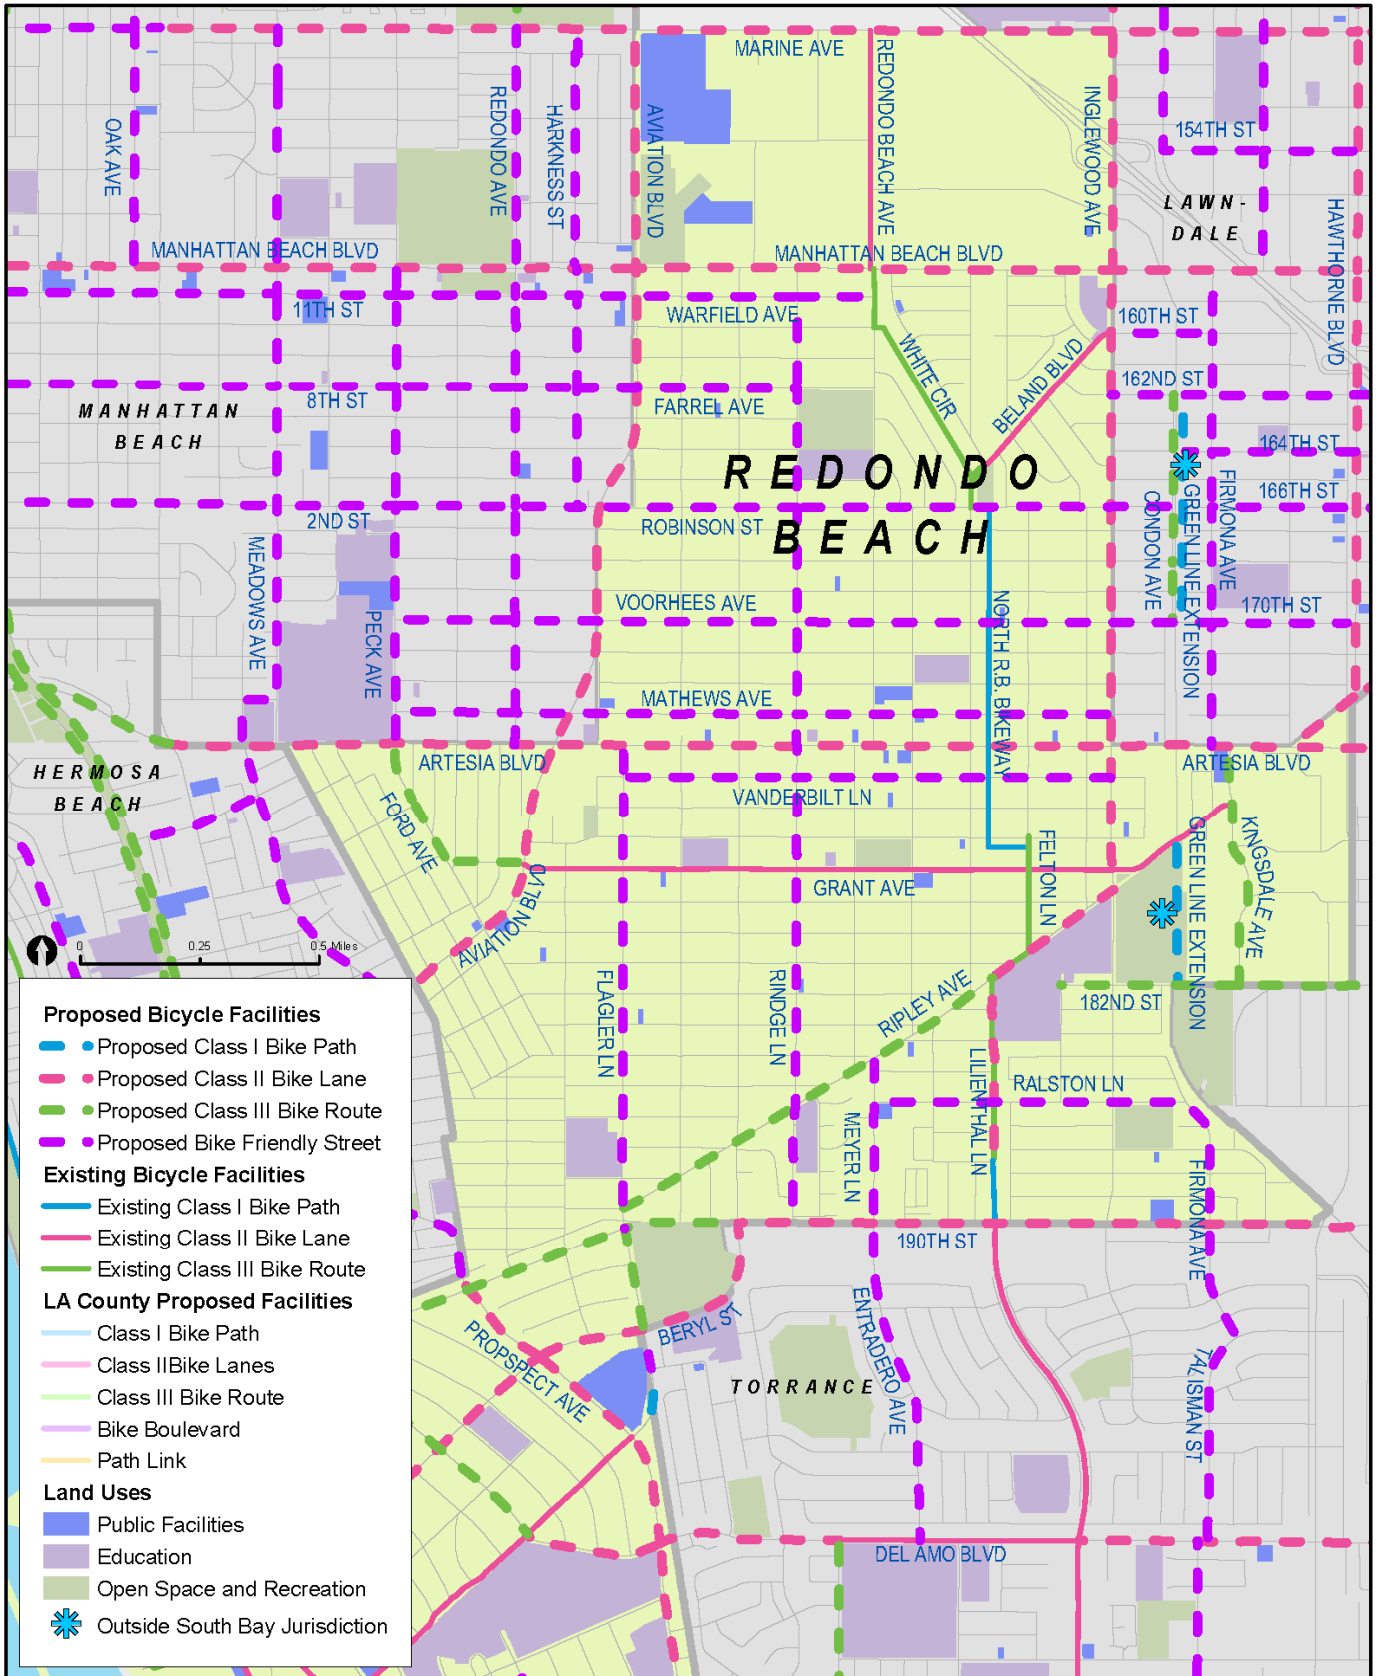 MARINE AVE
REDONDO BEACH AVE
INGLEWOOD AVE
154TH ST
OAK AVE
REDONDO AVE
HARKNESS ST
AVIATION BLVD
LAWN-
DALE
HAWTHORNE BLVD
MANHATTAN BEACH BLVD
MANHATTAN BEACH BLVD
11TH ST
WARFIELD AVE
160TH ST
WHITE CIR
BELAND BLVD
162ND ST
8TH ST
FARREL AVE
MANHATTAN
BEACH
164TH ST
REDONDO
BEACH
166TH ST
2ND ST
ROBINSON ST
CONDON AVE
GREEN LINE EXTENSION
FIRMONA AVE
MEADOWS AVE
PECK AVE
VOORHEES AVE
NORTH R.B. BIKEWAY
170TH ST
MATHEWS AVE
HERMOSA
BEACH
ARTESIA BLVD
ARTESIA BLVD
VANDERBILT LN
FORD AVE
FELTON LN
GREEN LINE EXTENSION
KINGSDALE AVE
GRANT AVE
AVIATION BLVD
0 0.25 0.5 Miles
FLAGLER LN
RINDGE LN
RIPLEY AVE
182ND ST
LILIENTHAL LN
RALSTON LN
MEYER LN
FIRMONA AVE
190TH ST
ENTRADERO AVE
BERYL ST
PROPSPECT AVE
TORRANCE
TALISMAN ST
DEL AMO BLVD
Proposed Bicycle Facilities
Proposed Class I Bike Path
Proposed Class II Bike Lane
Proposed Class III Bike Route
Proposed Bike Friendly Street
Existing Bicycle Facilities
Existing Class I Bike Path
Existing Class II Bike Lane
Existing Class III Bike Route
LA County Proposed Facilities
Class I Bike Path
Class IIBike Lanes
Class III Bike Route
Bike Boulevard
Path Link
Land Uses
Public Facilities
Education
Open Space and Recreation
Outside South Bay Jurisdiction